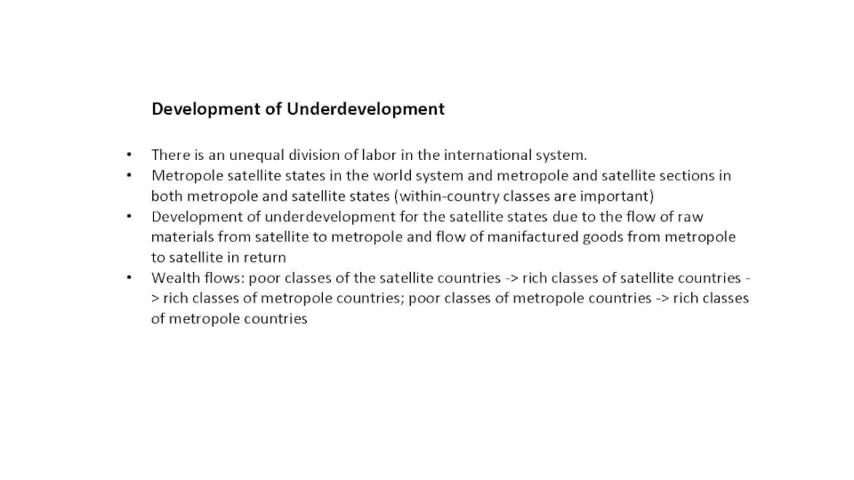 Development of Underdevelopment
• There is an unequal division of labor in the international system.
• Metropole satellite states in the world system and metropole and satellite sections in
both metropole and satellite states (within-country classes are important)
• Development of underdevelopment for the satellite states due to the flow of raw
materials from satellite to metropole and flow of manifactured goods from metropole
to satellite in return
• Wealth flows: poor classes of the satellite countries -> rich classes of satellite countries -
> rich classes of metropole countries; poor classes of metropole countries -> rich classes
of metropole countries